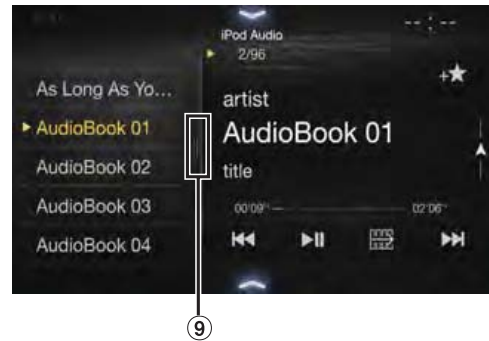 iPod Audio
-- : --
2/96
As Long As Yo...
AudioBook 01
AudioBook 02
AudioBook 03
AudioBook 04
artist
AudioBook 01
title
00'09"
02'06"
9